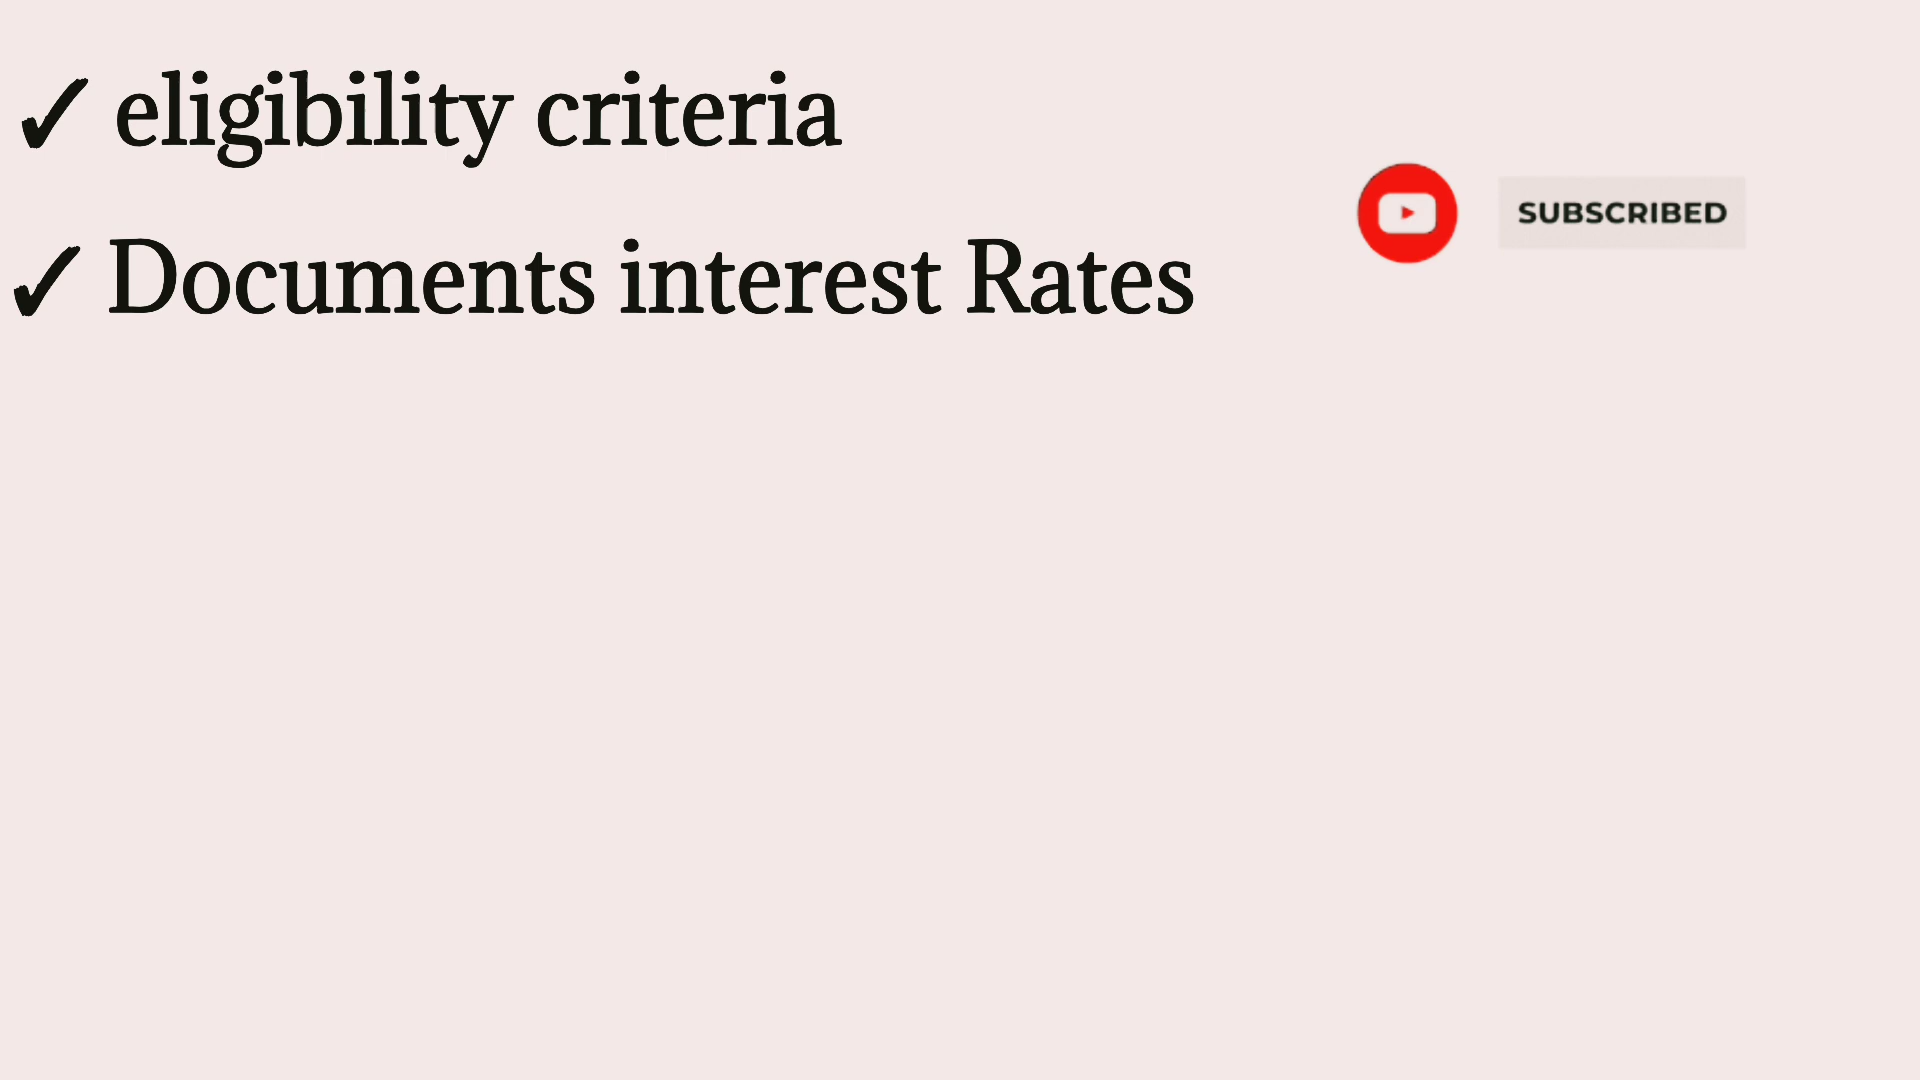 ✓ eligibility criteria
SUBSCRIBED
✓ Documents interest Rates